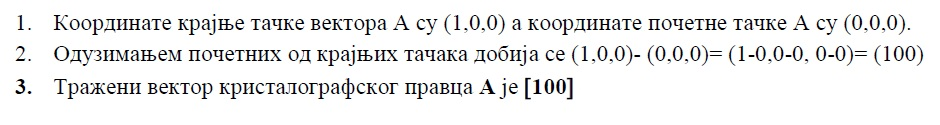 1. Координате крајње тачке вектора А су (1,0,0) а координате почетне тачке А су (0,0,0).
2. Одузимањем почетних од крајњих тачака добија се (1,0,0)- (0,0,0)= (1-0,0-0, 0-0)= (100)
3. Тражени вектор кристалографског правца А је [100]